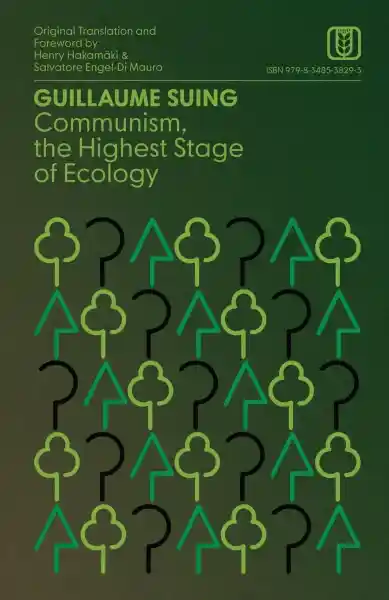 Original Translation and
Foreword by
Henry Hakamäki &
Salvatore Engel-Di Mauro
ISBN 979-8-3485-3829-3
GUILLAUME SUING
Communism,
the Highest Stage
of Ecology